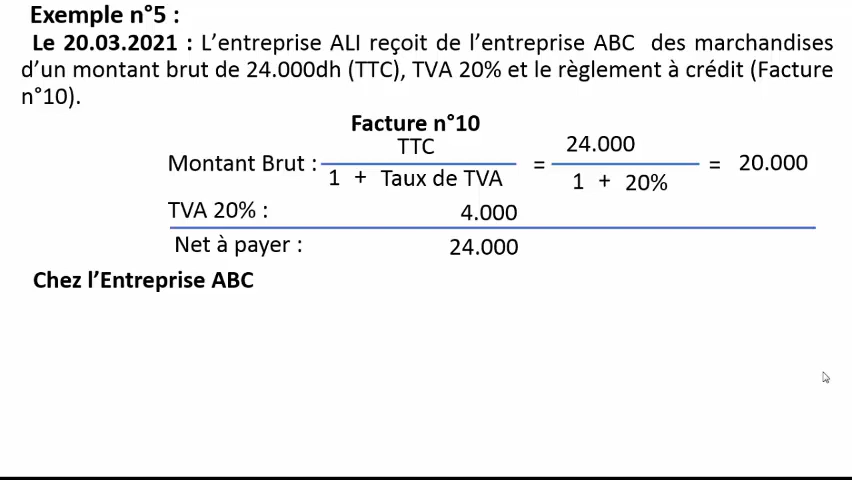 Exemple n°5 :
Le 20.03.2021 : L’entreprise ALI reçoit de l’entreprise ABC des marchandises
d’un montant brut de 24.000dh (TTC), TVA 20% et le règlement à crédit (Facture
n°10).
Facture n°10
Montant Brut : TTC / 1 + Taux de TVA = 24.000 / 1 + 20% = 20.000
TVA 20% : 4.000
Net à payer : 24.000
Chez l’Entreprise ABC